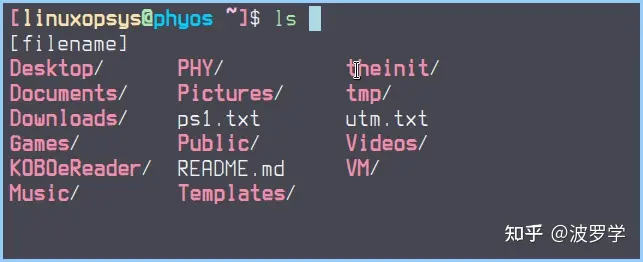 [linuxopsys@phyos ~]$ ls
[filename]
Desktop/ PHY/ theinit/
Documents/ Pictures/ tmp/
Downloads/ ps1.txt utm.txt
Games/ Public/ Videos/
KOBOeReader/ README.md VM/
Music/ Templates/
知乎 @波罗学